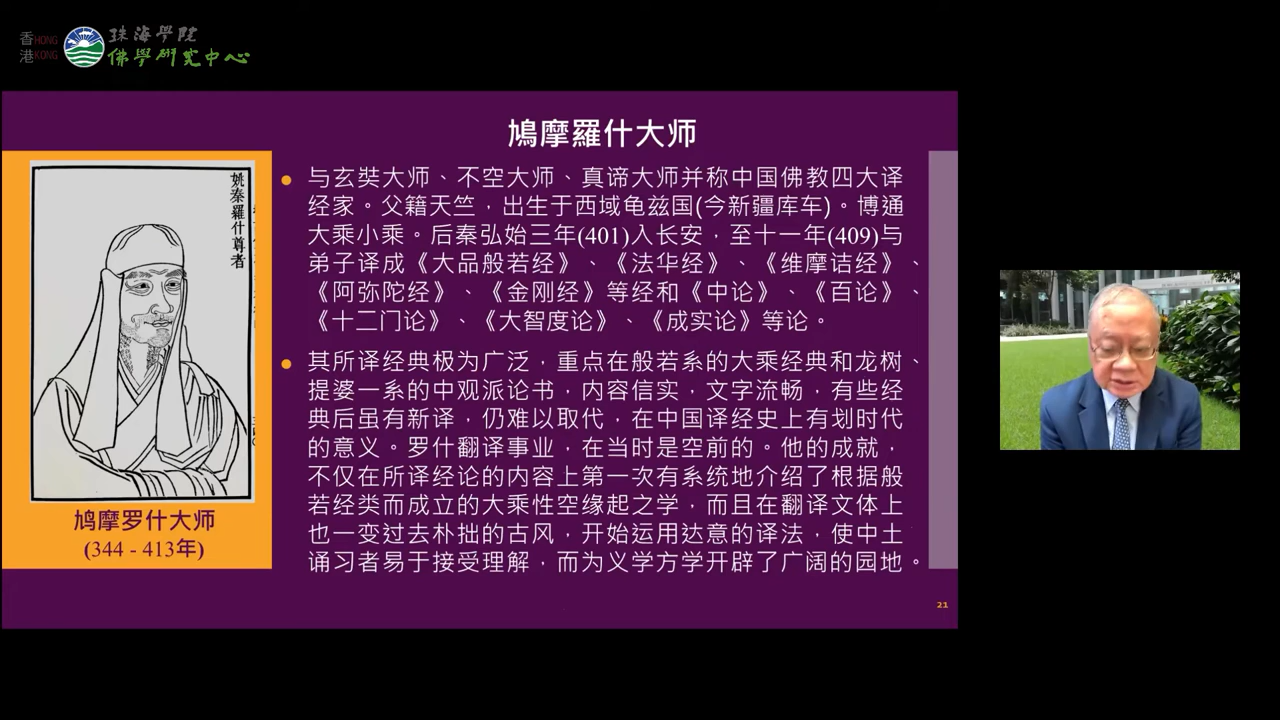 香港
HONG KONG
珠海學院
佛學研究中心
鳩摩羅什大师
姚秦羅什尊者
鸠摩罗什大师
(344 - 413年)
• 与玄奘大师、不空大师、真谛大师并称中国佛教四大译
经家。父籍天竺，出生于西域龟兹国(今新疆库车)。博通
大乘小乘。后秦弘始三年(401)入长安，至十一年(409)与
弟子译成《大品般若经》、《法华经》、《维摩诘经》、
《阿弥陀经》、《金刚经》等经和《中论》、《百论》、
《十二门论》、《大智度论》、《成实论》等论。
• 其所译经典极为广泛，重点在般若系的大乘经典和龙树、
提婆一系的中观派论书，内容信实，文字流畅，有些经
典后虽有新译，仍难以取代，在中国译经史上有划时代
的意义。罗什翻译事业，在当时是空前的。他的成就，
不仅在所译经论的内容上第一次有系统地介绍了根据般
若经类而成立的大乘性空缘起之学，而且在翻译文体上
也一变过去朴拙的古风，开始运用达意的译法，使中土
诵习者易于接受理解，而为义学方学开辟了广阔的园地。
21